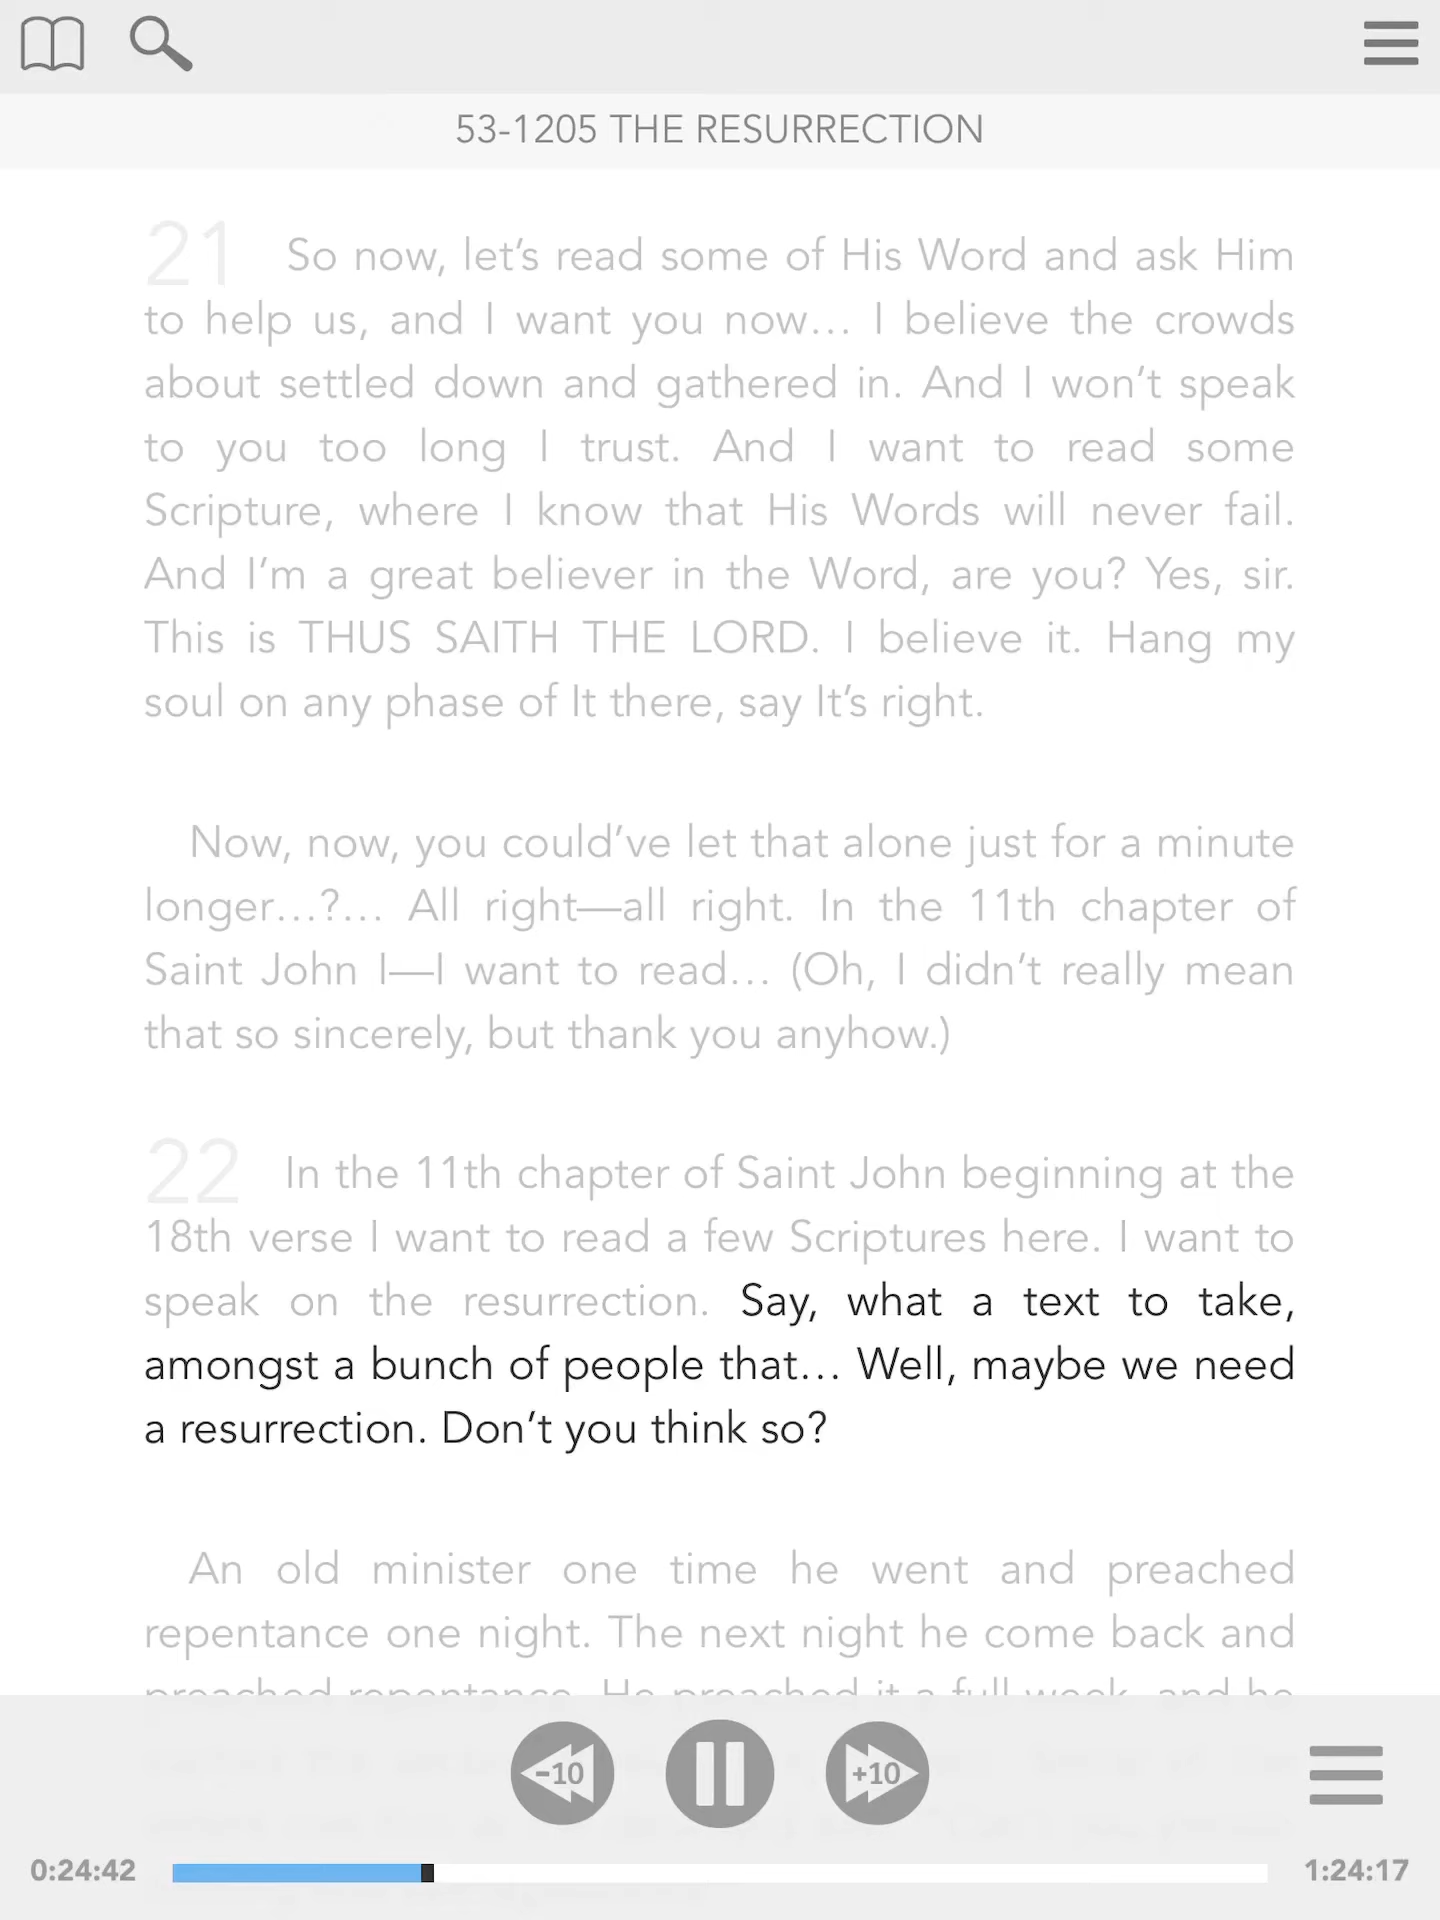 53-1205 THE RESURRECTION
21 So now, let’s read some of His Word and ask Him
to help us, and I want you now… I believe the crowds
about settled down and gathered in. And I won’t speak
to you too long I trust. And I want to read some
Scripture, where I know that His Words will never fail.
And I’m a great believer in the Word, are you? Yes, sir.
This is THUS SAITH THE LORD. I believe it. Hang my
soul on any phase of It there, say It’s right.
Now, now, you could’ve let that alone just for a minute
longer…?… All right—all right. In the 11th chapter of
Saint John I—I want to read… (Oh, I didn’t really mean
that so sincerely, but thank you anyhow.)
22 In the 11th chapter of Saint John beginning at the
18th verse I want to read a few Scriptures here. I want to
speak on the resurrection. Say, what a text to take,
amongst a bunch of people that… Well, maybe we need
a resurrection. Don’t you think so?
An old minister one time he went and preached
repentance one night. The next night he come back and
preached repentance. He preached it a full week, and he
-10 +10
0:24:42 1:24:17